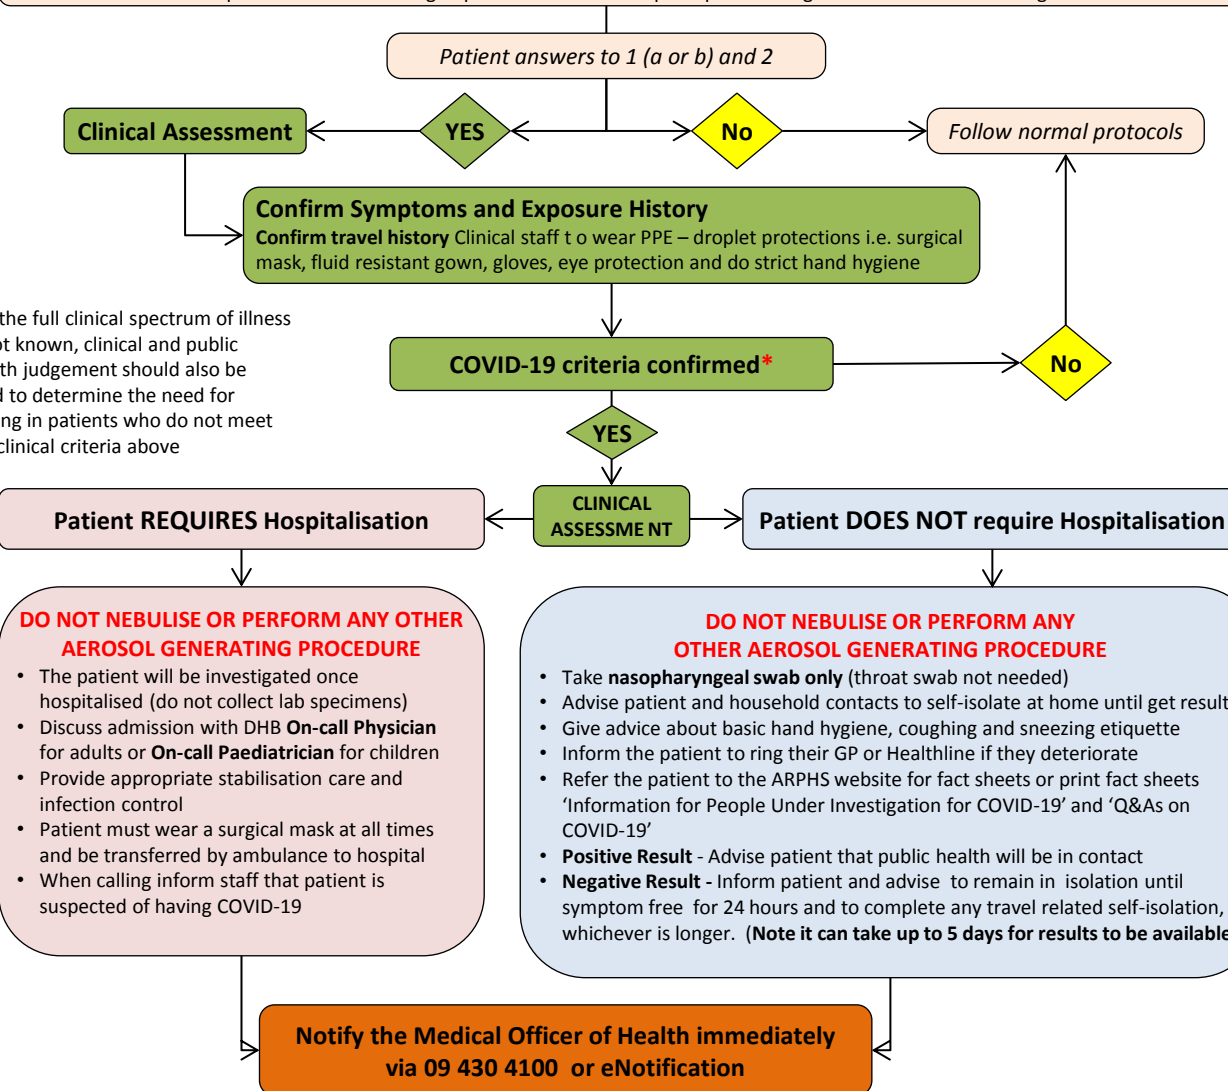 Patient answers to 1 (a or b) and 2
Clinical Assessment
YES
No
Follow normal protocols
Confirm Symptoms and Exposure History
Confirm travel history Clinical staff t o wear PPE – droplet protections i.e. surgical
mask, fluid resistant gown, gloves, eye protection and do strict hand hygiene
the full clinical spectrum of illness
known, clinical and public
judgement should also be
to determine the need for
in patients who do not meet
clinical criteria above
COVID-19 criteria confirmed*
No
YES
CLINICAL
ASSESSME NT
Patient REQUIRES Hospitalisation
Patient DOES NOT require Hospitalisation
DO NOT NEBULISE OR PERFORM ANY OTHER
AEROSOL GENERATING PROCEDURE
• The patient will be investigated once
hospitalised (do not collect lab specimens)
• Discuss admission with DHB On-call Physician
for adults or On-call Paediatrician for children
• Provide appropriate stabilisation care and
infection control
• Patient must wear a surgical mask at all times
and be transferred by ambulance to hospital
• When calling inform staff that patient is
suspected of having COVID-19
DO NOT NEBULISE OR PERFORM ANY
OTHER AEROSOL GENERATING PROCEDURE
• Take nasopharyngeal swab only (throat swab not needed)
• Advise patient and household contacts to self-isolate at home until get result
• Give advice about basic hand hygiene, coughing and sneezing etiquette
• Inform the patient to ring their GP or Healthline if they deteriorate
• Refer the patient to the ARPHS website for fact sheets or print fact sheets
‘Information for People Under Investigation for COVID-19’ and ‘Q&As on
COVID-19’
• Positive Result - Advise patient that public health will be in contact
• Negative Result - Inform patient and advise to remain in isolation until
symptom free for 24 hours and to complete any travel related self-isolation,
whichever is longer. (Note it can take up to 5 days for results to be available
Notify the Medical Officer of Health immediately
via 09 430 4100 or eNotification